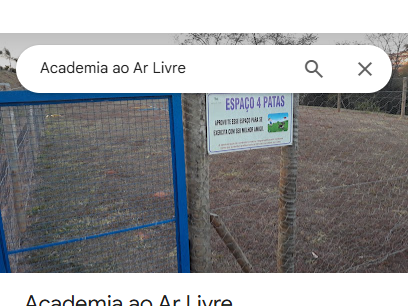 Academia ao Ar Livre
ESPAÇO 4 PATAS
APROVEITE ESSE ESPAÇO PARA SE
EXERCITA COM SEU MELHOR AMIGO.
Academia ao Ar Livre